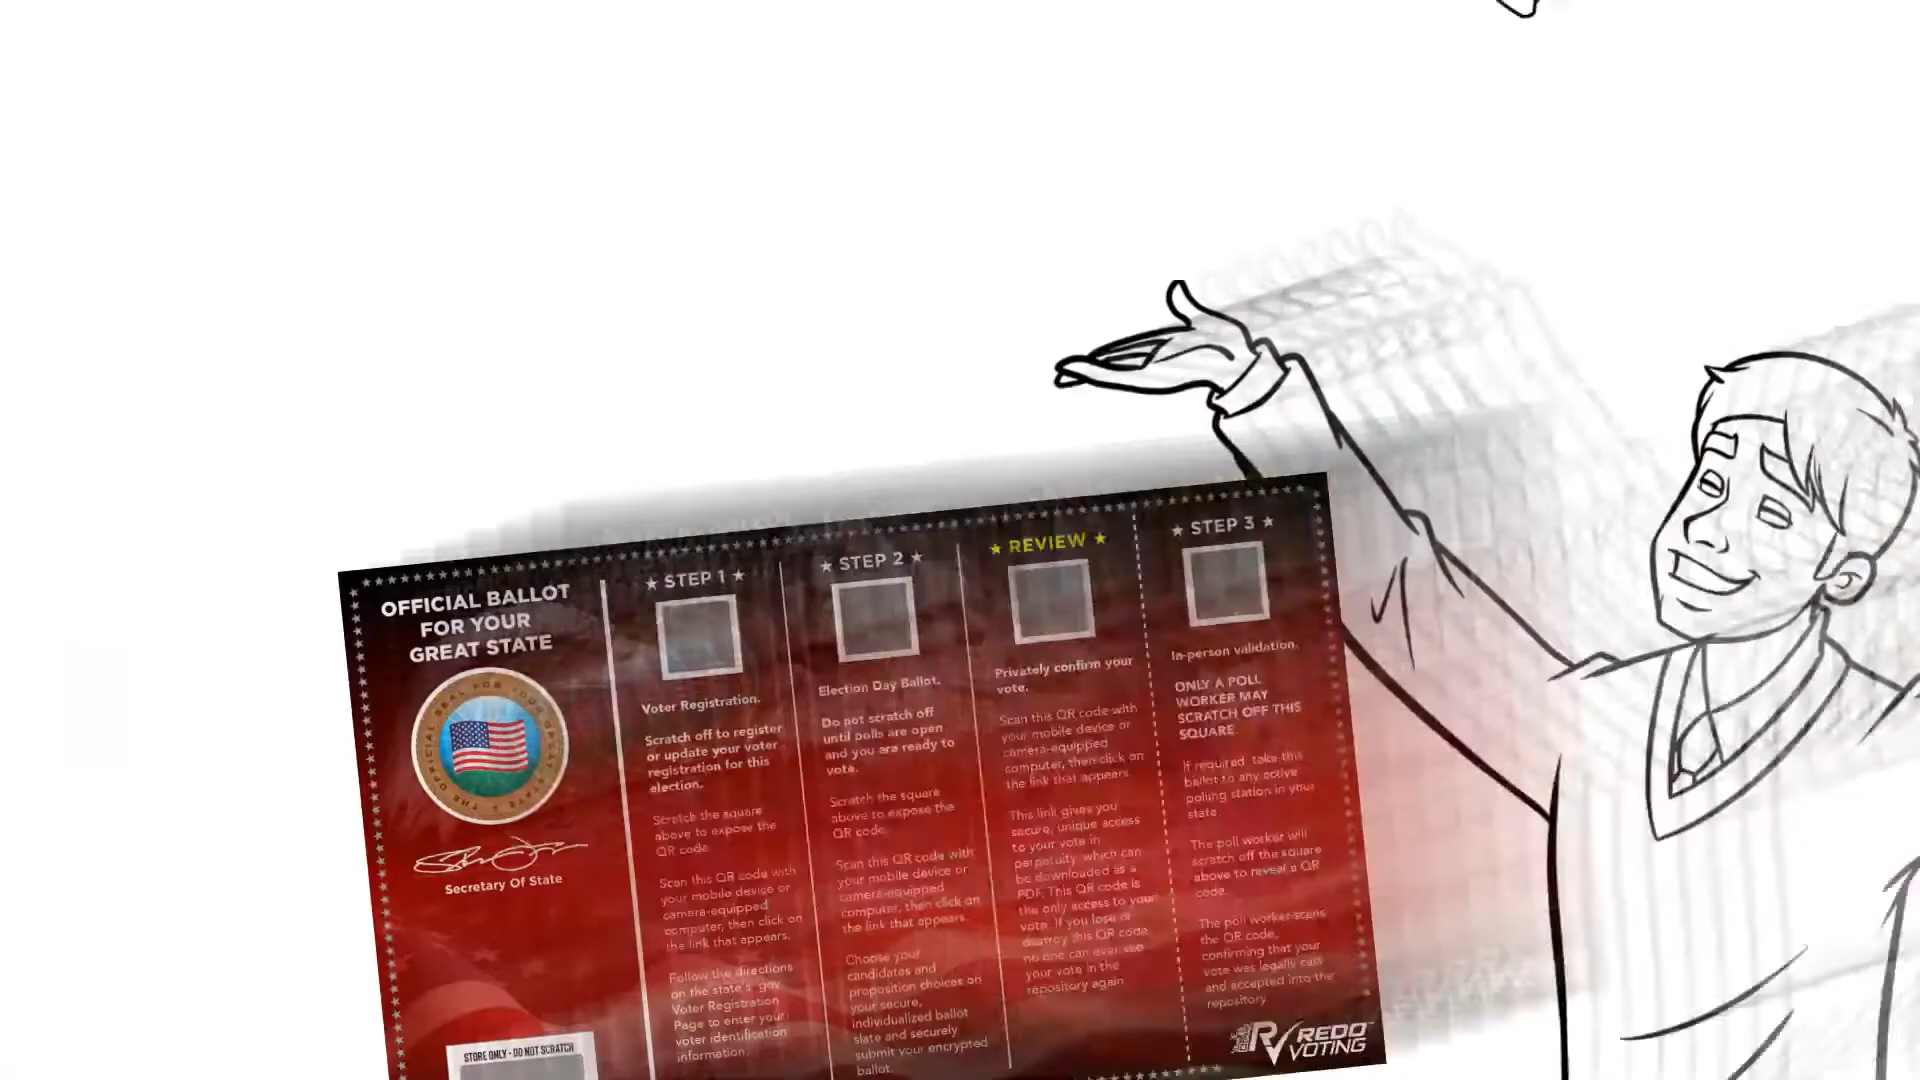 OFFICIAL BALLOT
FOR YOUR
GREAT STATE
THE OFFICIAL SEAL FOR YOUR GREAT STATE
Secretary Of State
STORE ONLY - DO NOT SCRATCH
★ STEP 1 ★
Voter Registration.
Scratch off to register
or update your voter
registration for this
election.
Scratch the square
above to expose the
QR code.
Scan this QR code with
your mobile device or
camera-equipped
computer, then click on
the link that appears.
Follow the directions
on the state's .gov
Voter Registration
Page to enter your
voter identification
information.
★ STEP 2 ★
Election Day Ballot.
Do not scratch off
until polls are open
and you are ready to
vote.
Scratch the square
above to expose the
QR code.
Scan this QR code with
your mobile device or
camera-equipped
computer, then click on
the link that appears.
Choose your
candidates and
proposition choices on
your secure,
individualized ballot
slate and securely
submit your encrypted
ballot.
★ REVIEW ★
Privately confirm your
vote.
Scan this QR code with
your mobile device or
camera-equipped
computer, then click on
the link that appears.
This link gives you
secure, unique access
to your vote in
perpetuity, which can
be downloaded as a
PDF. This QR code is
the only access to your
vote. If you lose or
destroy this QR code,
no one can ever see
your vote in the
repository again
★ STEP 3 ★
In-person validation.
ONLY A POLL
WORKER MAY
SCRATCH OFF THIS
SQUARE.
If required, take this
ballot to any active
polling station in your
state.
The poll worker will
scratch off the square
above to reveal a QR
code.
The poll worker scans
the QR code,
confirming that your
vote was legally cast
and accepted into the
repository
REDO
VOTING